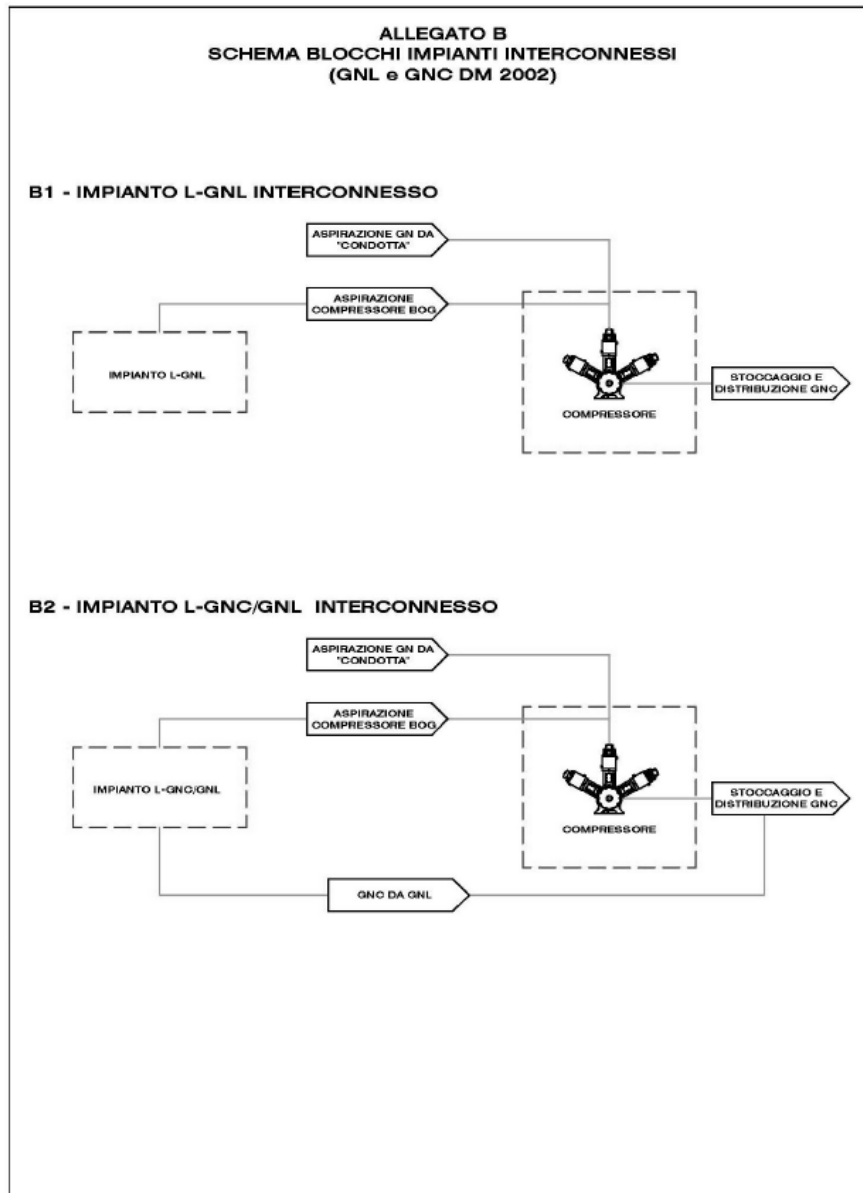 ALLEGATO B
SCHEMA BLOCCHI IMPIANTI INTERCONNESSI
(GNL e GNC DM 2002)
B1 - IMPIANTO L-GNL INTERCONNESSO
ASPIRAZIONE GN DA
"CONDOTTA"
ASPIRAZIONE
COMPRESSORE BOG
IMPIANTO L-GNL
COMPRESSORE
STOCCAGGIO E
DISTRIBUZIONE GNC
B2 - IMPIANTO L-GNC/GNL INTERCONNESSO
ASPIRAZIONE GN DA
"CONDOTTA"
ASPIRAZIONE
COMPRESSORE BOG
IMPIANTO L-GNC/GNL
COMPRESSORE
STOCCAGGIO E
DISTRIBUZIONE GNC
GNC DA GNL